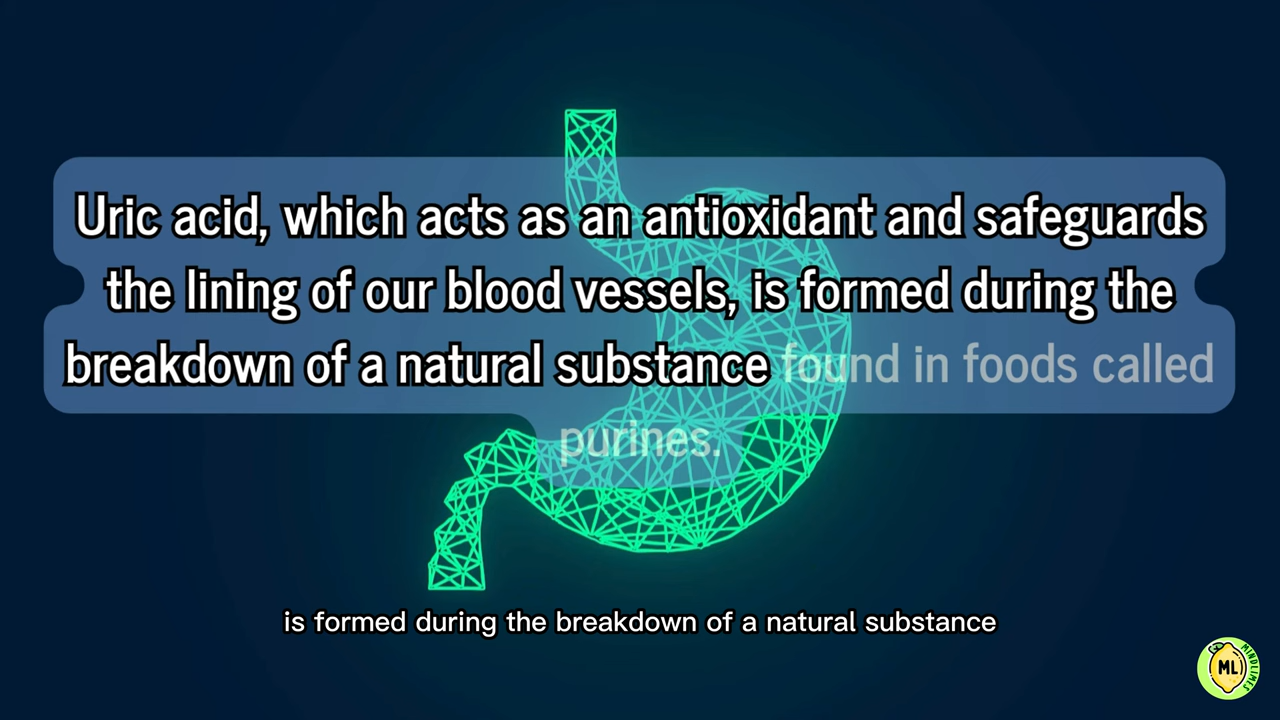 Uric acid, which acts as an antioxidant and safeguards
the lining of our blood vessels, is formed during the
breakdown of a natural substance found in foods called
purines.
is formed during the breakdown of a natural substance
ML
MINDLIMES